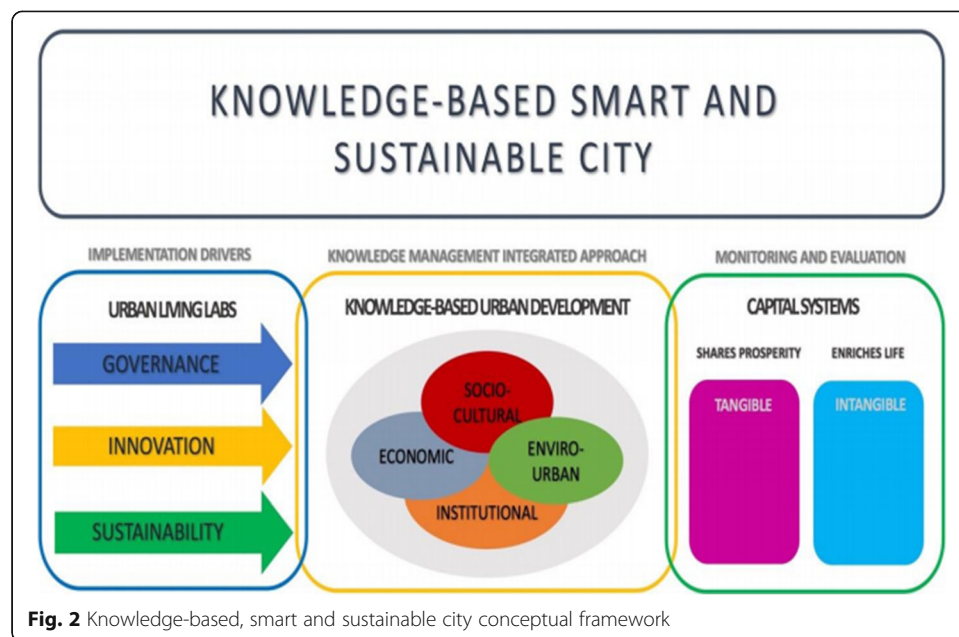 KNOWLEDGE-BASED SMART AND
SUSTAINABLE CITY
IMPLEMENTATION DRIVERS
URBAN LIVING LABS
GOVERNANCE
INNOVATION
SUSTAINABILITY
KNOWLEDGE MANAGEMENT INTEGRATED APPROACH
KNOWLEDGE-BASED URBAN DEVELOPMENT
SOCIO-
CULTURAL
ECONOMIC
ENVIRO-
URBAN
INSTITUTIONAL
MONITORING AND EVALUATION
CAPITAL SYSTEMS
SHARES PROSPERITY
ENRICHES LIFE
TANGIBLE
INTANGIBLE
Fig. 2 Knowledge-based, smart and sustainable city conceptual framework